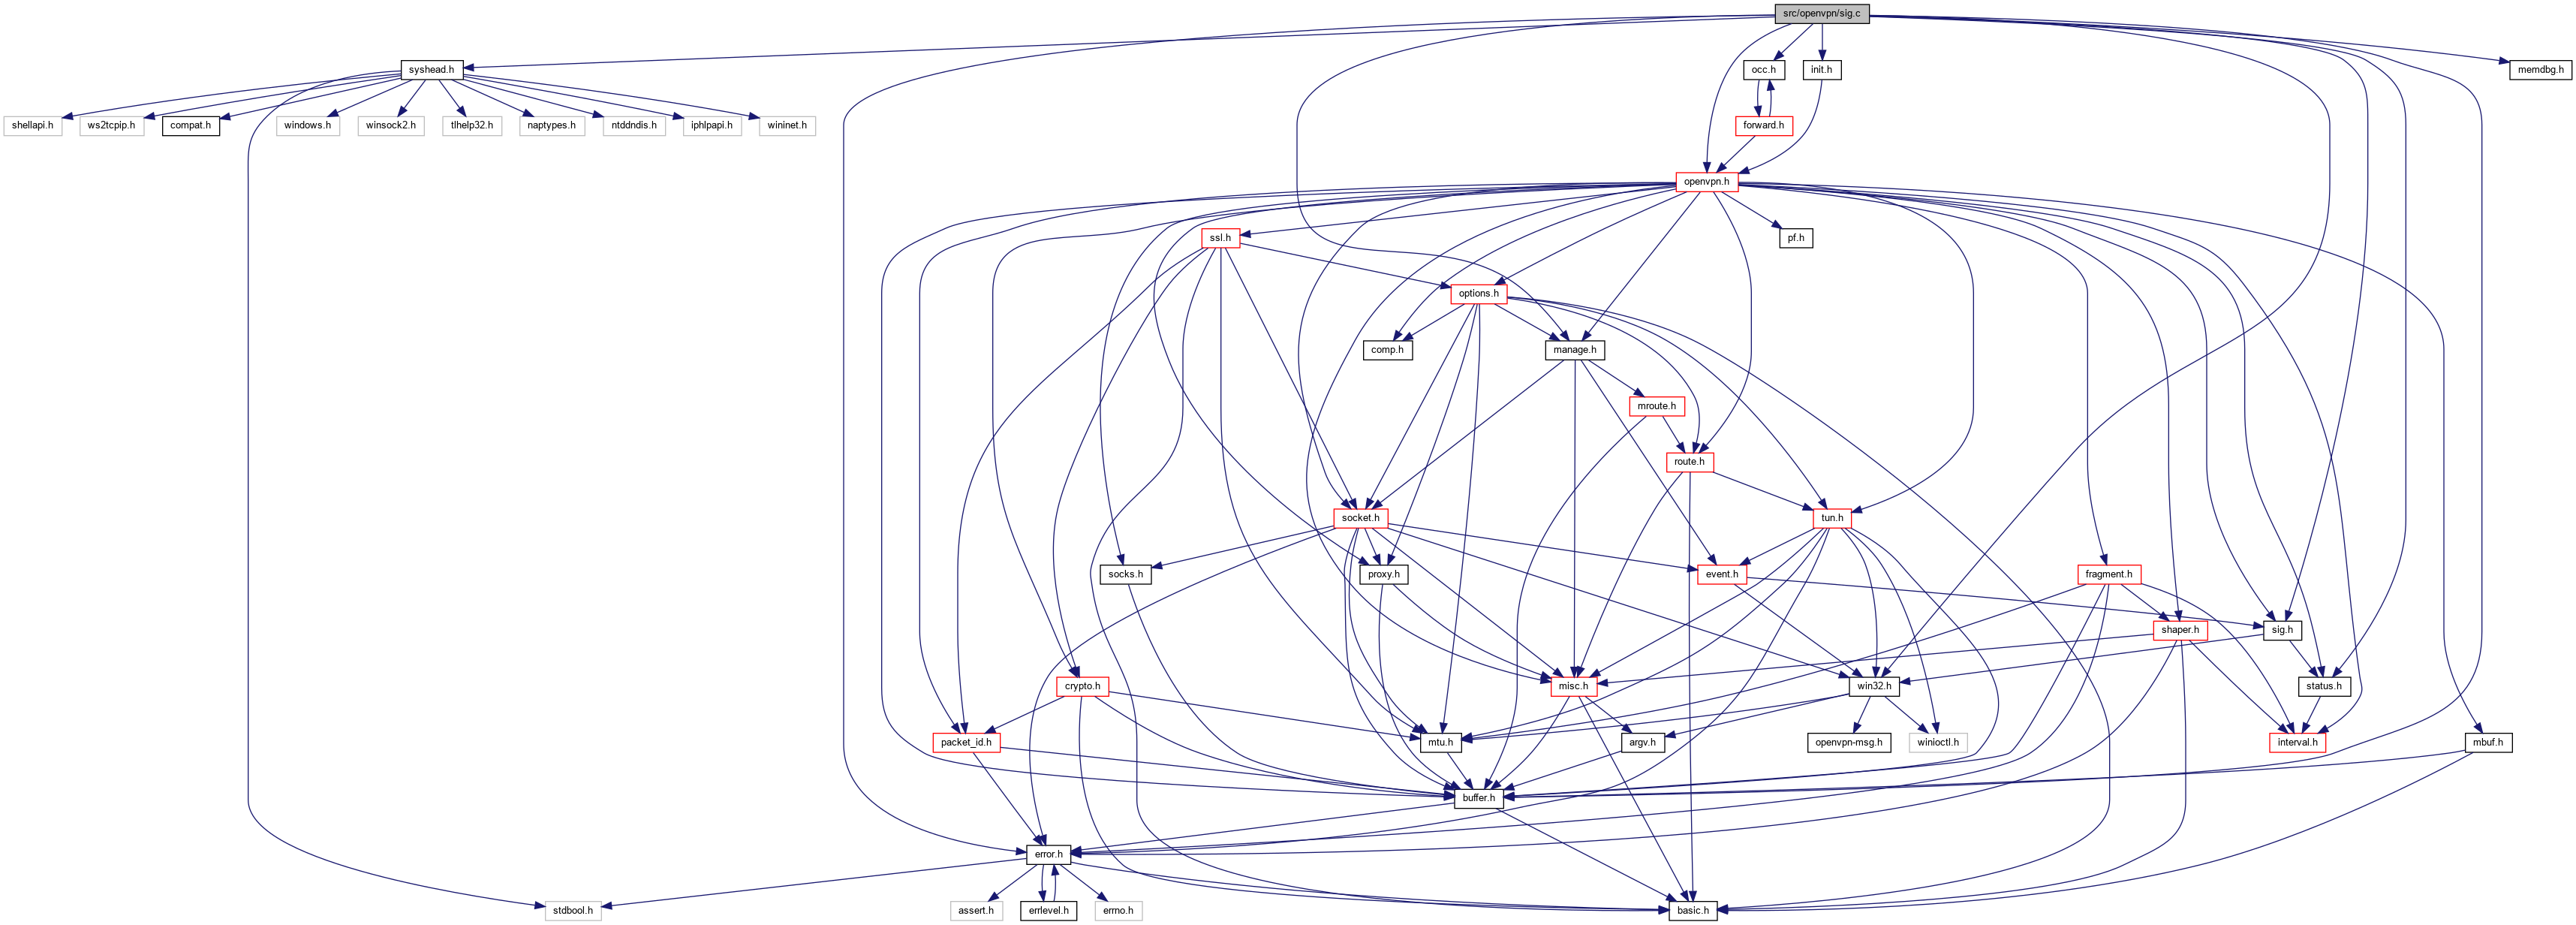 src/openvpn/sig.c
syshead.h
occ.h
init.h
memdbg.h
shellapi.h
ws2tcpip.h
compat.h
windows.h
winsock2.h
tlhelp32.h
naptypes.h
ntddndis.h
iphlpapi.h
wininet.h
forward.h
openvpn.h
ssl.h
pf.h
options.h
comp.h
manage.h
mroute.h
route.h
socket.h
tun.h
socks.h
proxy.h
event.h
fragment.h
shaper.h
sig.h
crypto.h
misc.h
win32.h
status.h
packet_id.h
mtu.h
argv.h
openvpn-msg.h
winioctl.h
interval.h
mbuf.h
buffer.h
error.h
stdbool.h
assert.h
errlevel.h
errno.h
basic.h